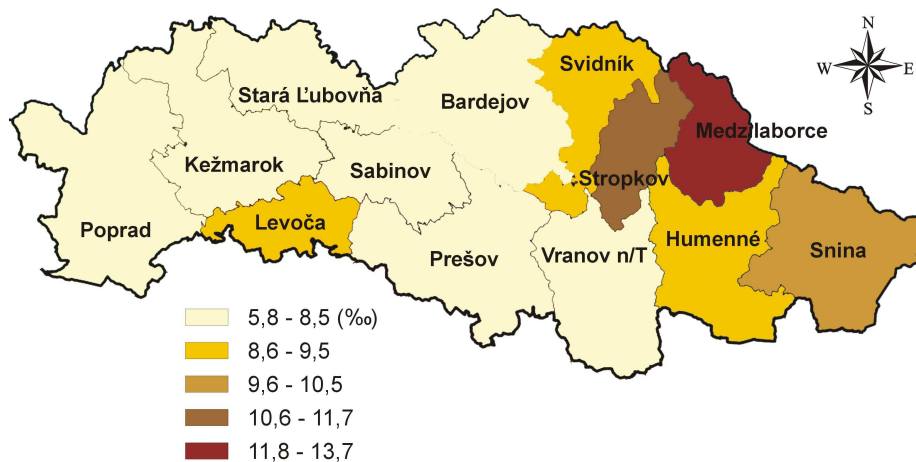 N
W E
S
Svidník
Stará Ľubovňa
Bardejov
Medzilaborce
Kežmarok
Sabinov
Stropkov
Levoča
Poprad
Humenné
Snina
Prešov
Vranov n/T
5,8 - 8,5 (‰)
8,6 - 9,5
9,6 - 10,5
10,6 - 11,7
11,8 - 13,7